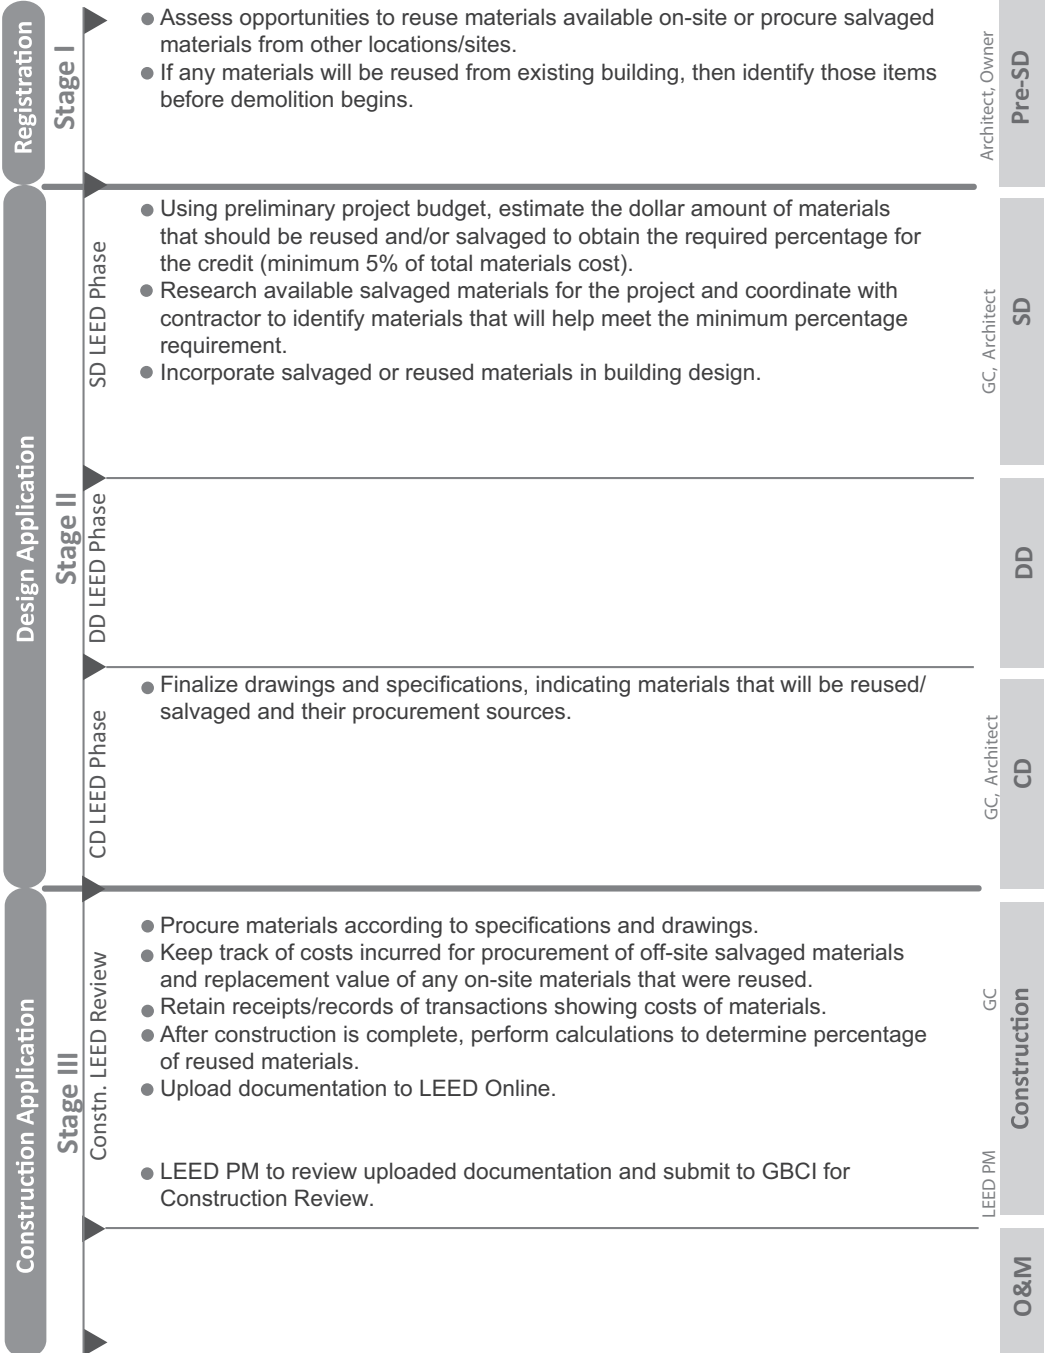 Registration
Stage I
● Assess opportunities to reuse materials available on-site or procure salvaged
materials from other locations/sites.
● If any materials will be reused from existing building, then identify those items
before demolition begins.
Architect, Owner
Pre-SD
Design Application
Stage II
SD LEED Phase
● Using preliminary project budget, estimate the dollar amount of materials
that should be reused and/or salvaged to obtain the required percentage for
the credit (minimum 5% of total materials cost).
● Research available salvaged materials for the project and coordinate with
contractor to identify materials that will help meet the minimum percentage
requirement.
● Incorporate salvaged or reused materials in building design.
GC, Architect
SD
DD LEED Phase
DD
CD LEED Phase
● Finalize drawings and specifications, indicating materials that will be reused/
salvaged and their procurement sources.
GC, Architect
CD
Construction Application
Stage III
Constn. LEED Review
● Procure materials according to specifications and drawings.
● Keep track of costs incurred for procurement of off-site salvaged materials
and replacement value of any on-site materials that were reused.
● Retain receipts/records of transactions showing costs of materials.
● After construction is complete, perform calculations to determine percentage
of reused materials.
● Upload documentation to LEED Online.
GC
Construction
● LEED PM to review uploaded documentation and submit to GBCI for
Construction Review.
LEED PM
O&M